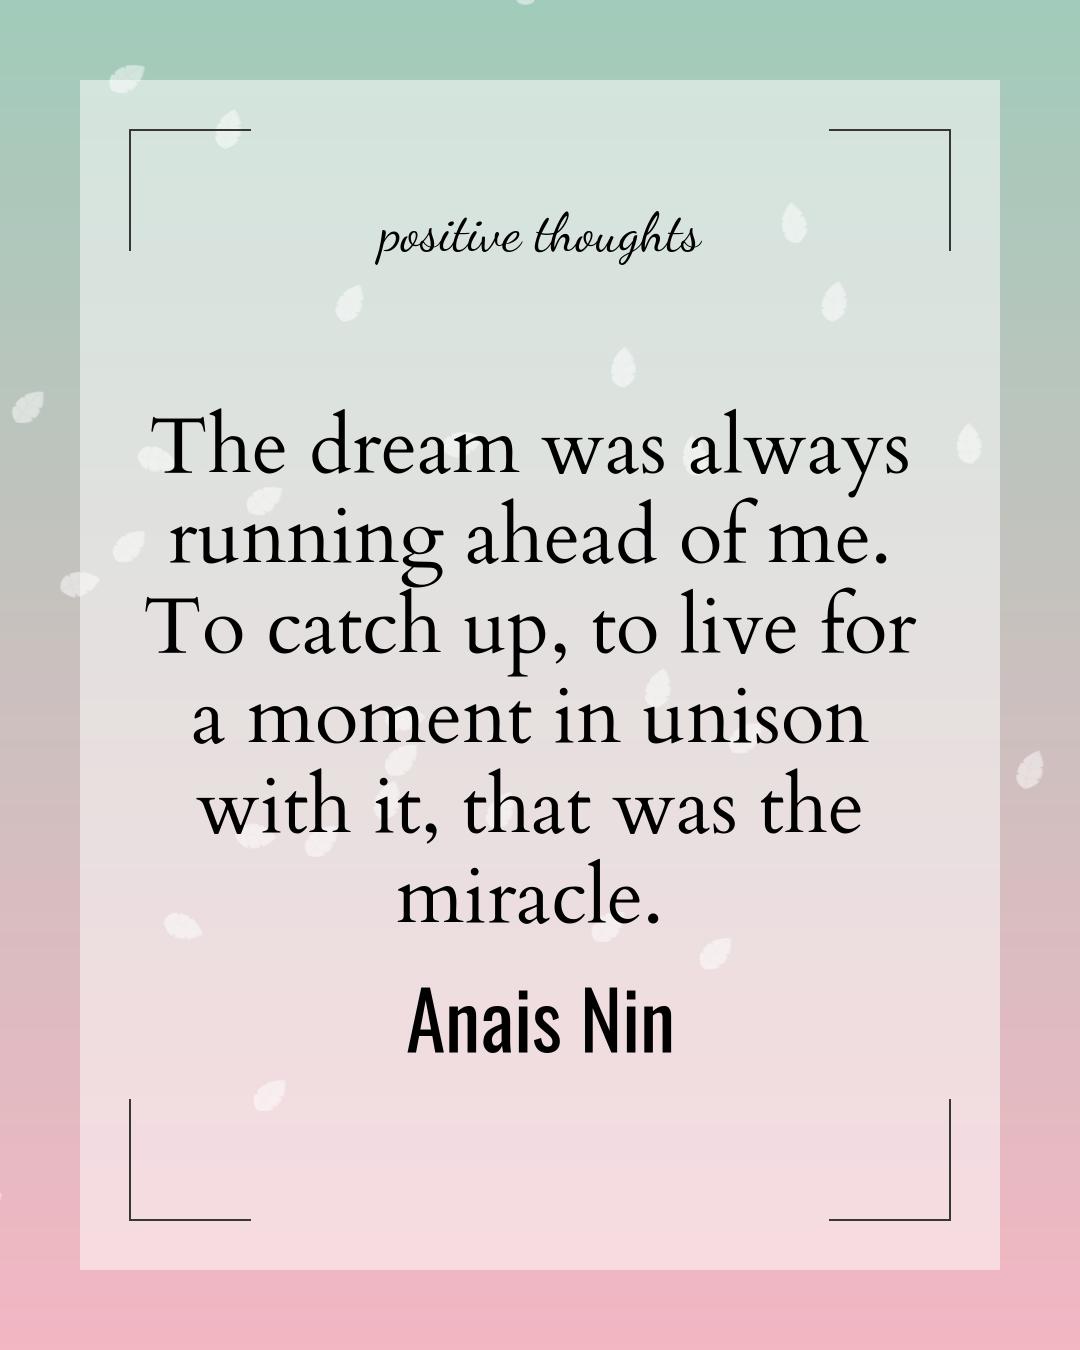 positive thoughts
The dream was always
running ahead of me.
To catch up, to live for
a moment in unison
with it, that was the
miracle.
Anais Nin